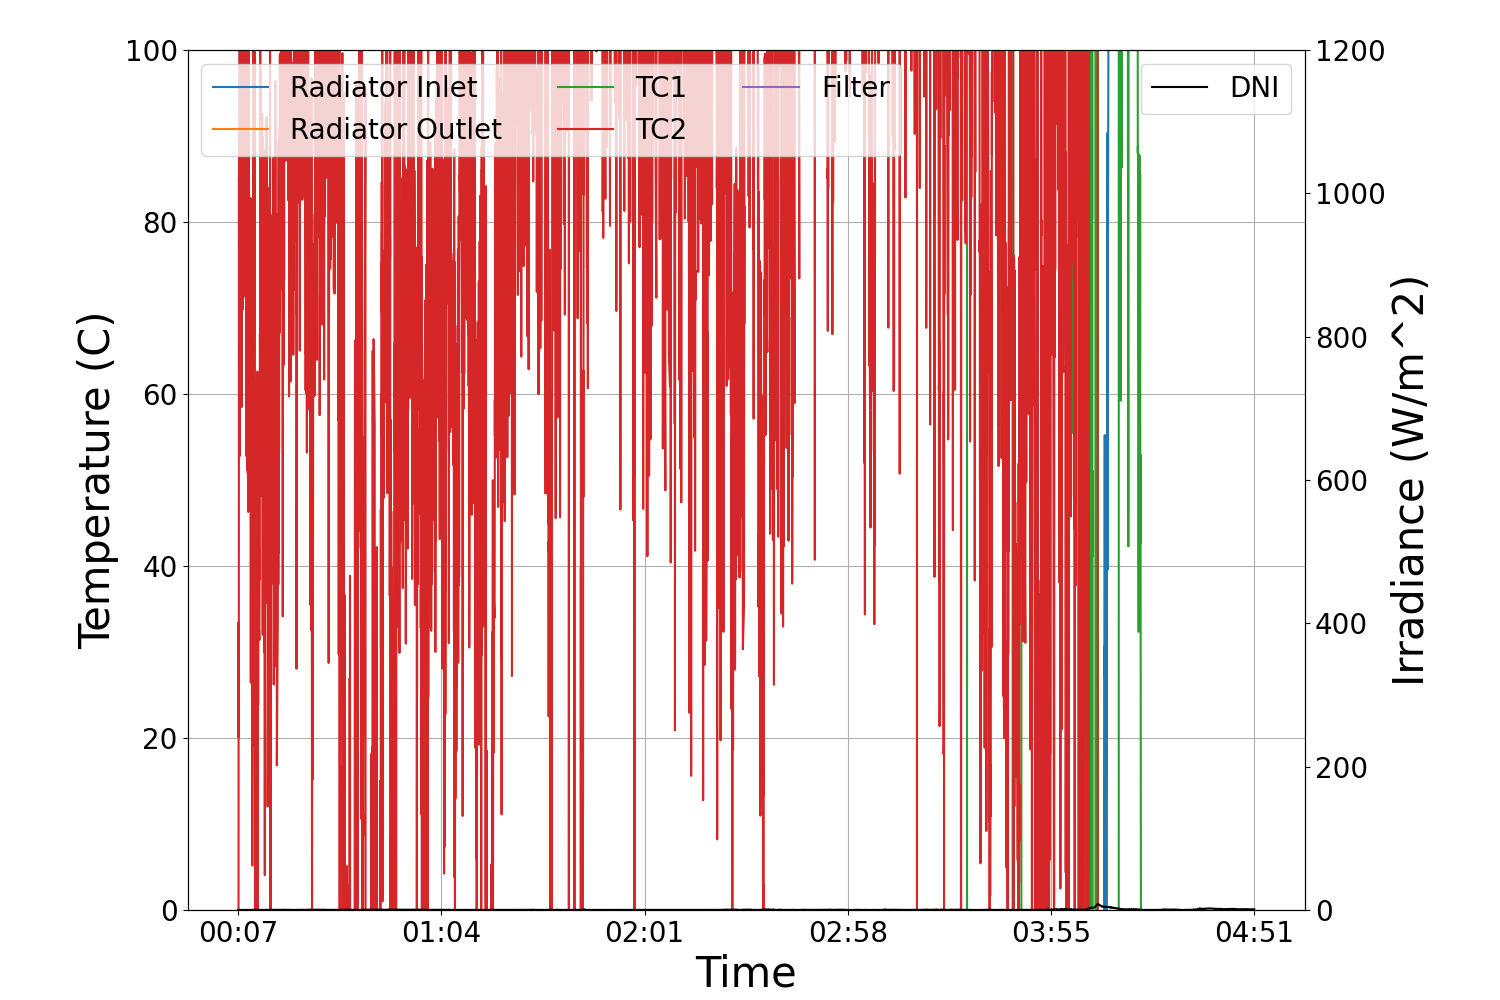 Radiator Inlet
Radiator Outlet
TC1
TC2
Filter
DNI
100
80
60
40
20
0
Temperature (C)
1200
1000
800
600
400
200
0
Irradiance (W/m^2)
00:07 01:04 02:01 02:58 03:55 04:51
Time